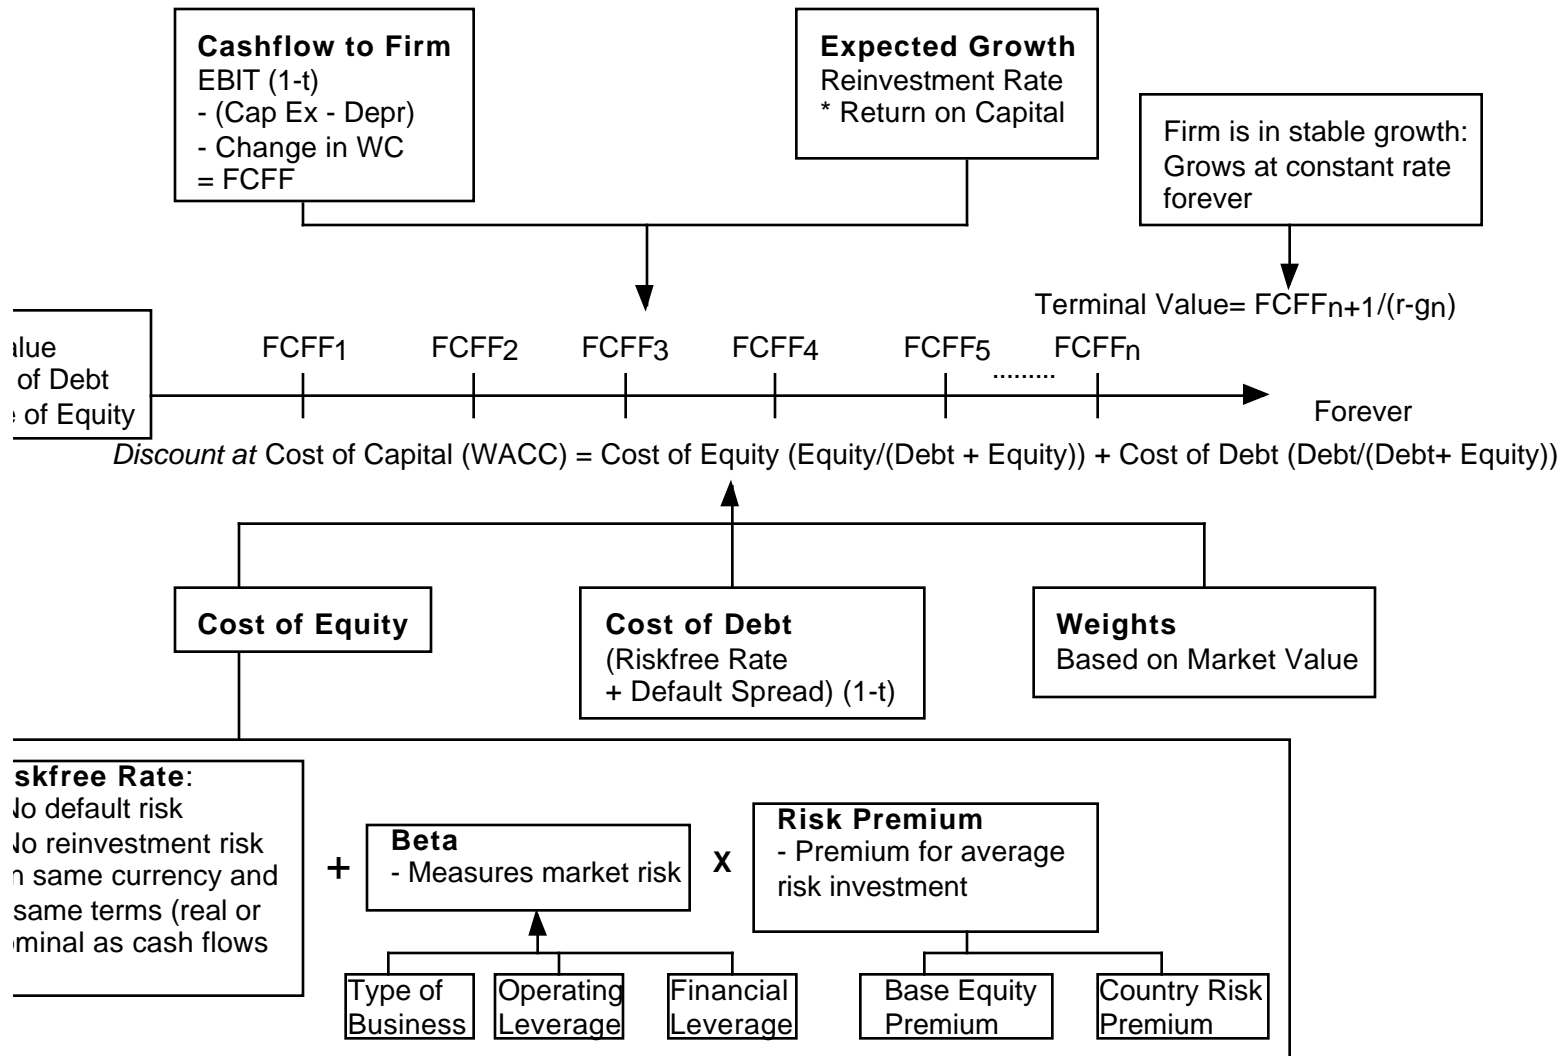 Cashflow to Firm
EBIT (1-t)
- (Cap Ex - Depr)
- Change in WC
= FCFF
Expected Growth
Reinvestment Rate
* Return on Capital
Firm is in stable growth:
Grows at constant rate
forever
Terminal Value= FCFFn+1/(r-gn)
of Debt
of Equity
FCFF1 FCFF2 FCFF3 FCFF4 FCFF5 ......... FCFFn
Forever
Discount at Cost of Capital (WACC) = Cost of Equity (Equity/(Debt + Equity)) + Cost of Debt (Debt/(Debt+ Equity))
Cost of Equity
Cost of Debt
(Riskfree Rate
+ Default Spread) (1-t)
Weights
Based on Market Value
Rate:
default risk
reinvestment risk
same currency and
same terms (real or
as cash flows
+
Beta
- Measures market risk
X
Risk Premium
- Premium for average
risk investment
Type of
Business
Operating
Leverage
Financial
Leverage
Base Equity
Premium
Country Risk
Premium